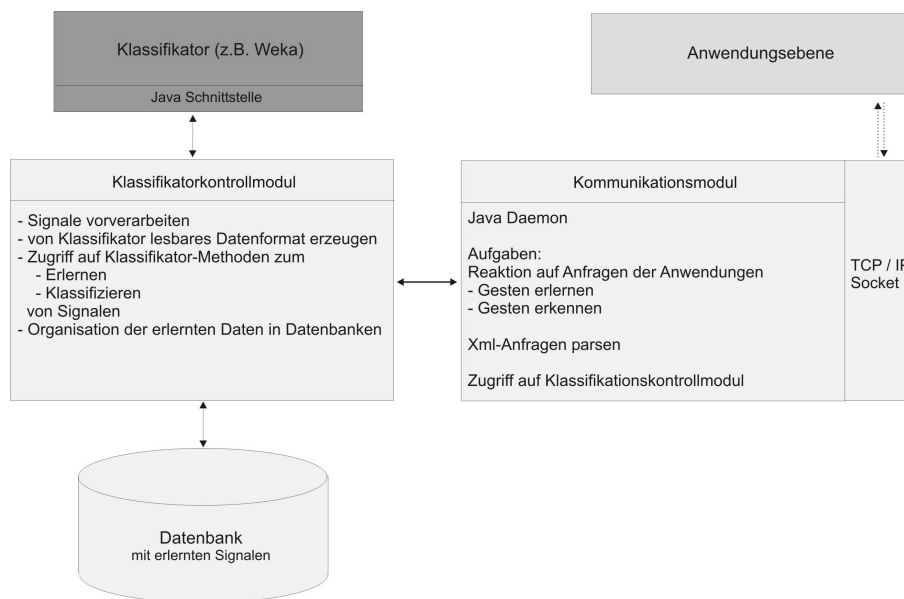 Klassifikator (z.B. Weka)
Java Schnittstelle
Anwendungsebene
Klassifikatorkontrollmodul
- Signale vorverarbeiten
- von Klassifikator lesbares Datenformat erzeugen
- Zugriff auf Klassifikator-Methoden zum
- Erlernen
- Klassifizieren
von Signalen
- Organisation der erlernten Daten in Datenbanken
Kommunikationsmodul
Java Daemon
Aufgaben:
Reaktion auf Anfragen der Anwendungen
- Gesten erlernen
- Gesten erkennen
Xml-Anfragen parsen
Zugriff auf Klassifikationskontrollmodul
TCP / IP
Socket
Datenbank
mit erlernten Signalen